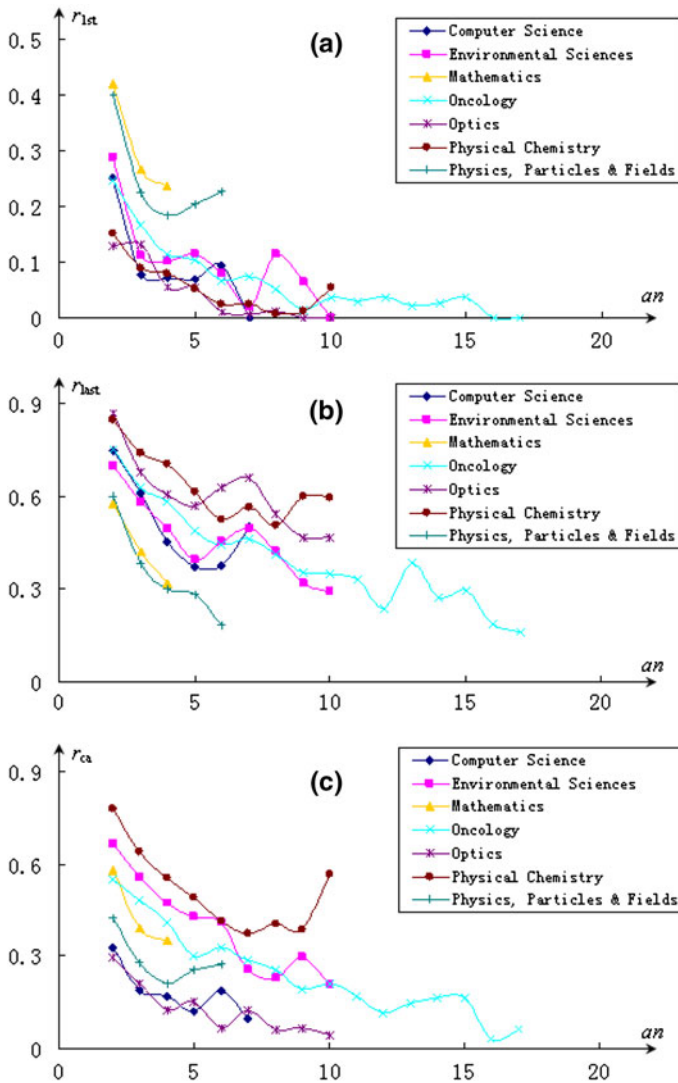 r1st
(a)
0.5
0.4
0.3
0.2
0.1
0
Computer Science
Environmental Sciences
Mathematics
Oncology
Optics
Physical Chemistry
Physics, Particles & Fields
an
0 5 10 15 20
rlast
(b)
0.9
0.6
0.3
0
Computer Science
Environmental Sciences
Mathematics
Oncology
Optics
Physical Chemistry
Physics, Particles & Fields
an
0 5 10 15 20
rca
(c)
0.9
0.6
0.3
0
Computer Science
Environmental Sciences
Mathematics
Oncology
Optics
Physical Chemistry
Physics, Particles & Fields
an
0 5 10 15 20